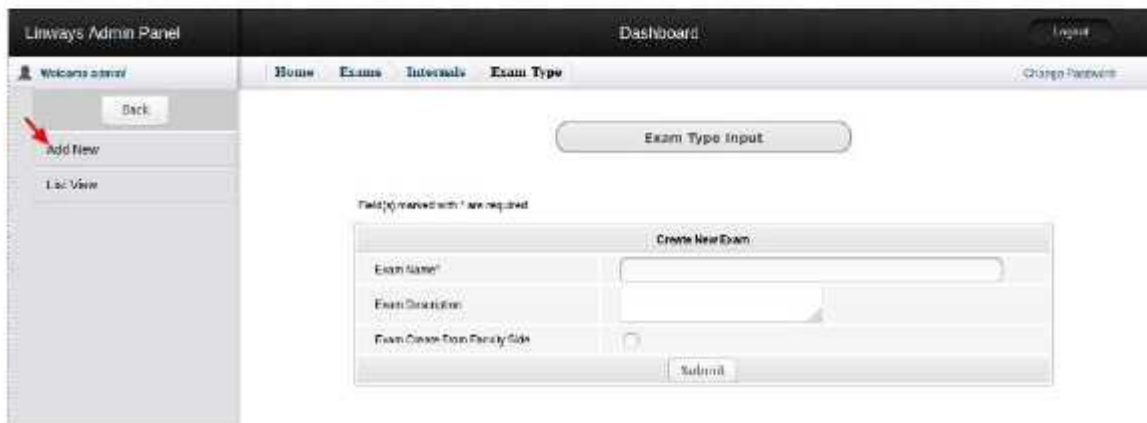 Linways Admin Panel
Dashboard
Logout
Welcome admin!
Home Exams Internals Exam Type
Change Password
Back
Add New
List View
Exam Type Input
Field(s) marked with * are required
Create New Exam
Exam Name*
Exam Description
Exam Create From Faculty Side
Submit